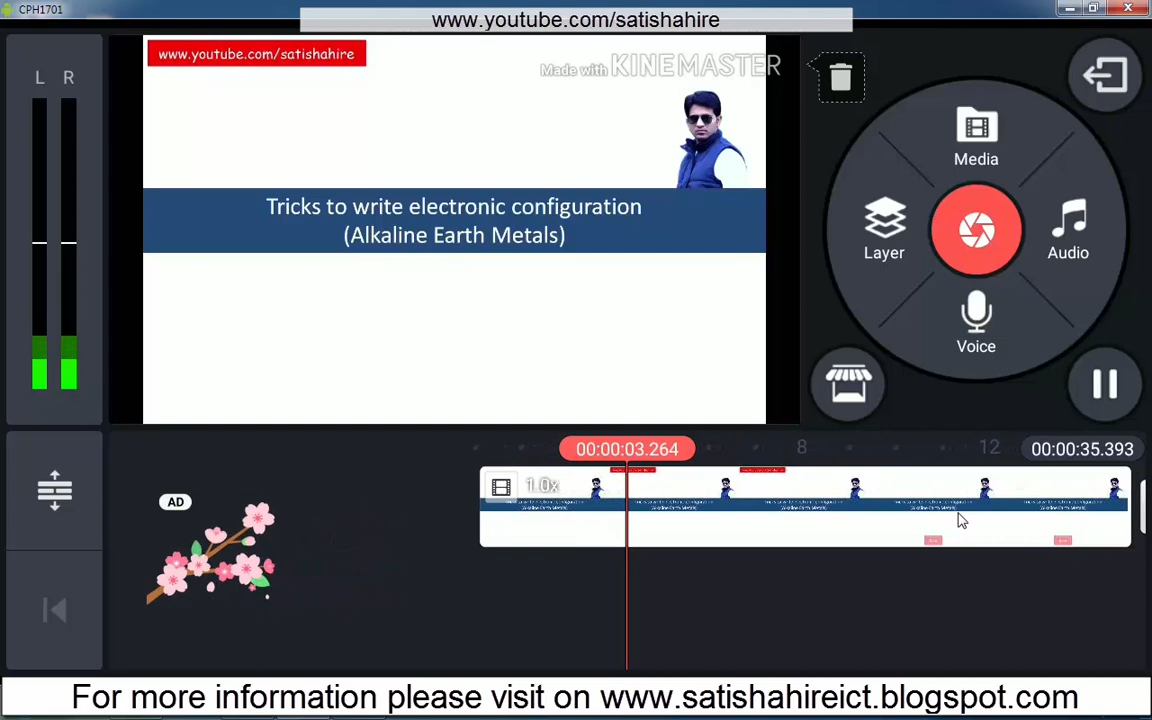 CPH1701
www.youtube.com/satishahire
L R
www.youtube.com/satishahire
Made with KINEMASTER
Tricks to write electronic configuration
(Alkaline Earth Metals)
Media
Layer
Audio
Voice
00:00:03.264
8
12
00:00:35.393
1.0x
AD
For more information please visit on www.satishahireict.blogspot.com